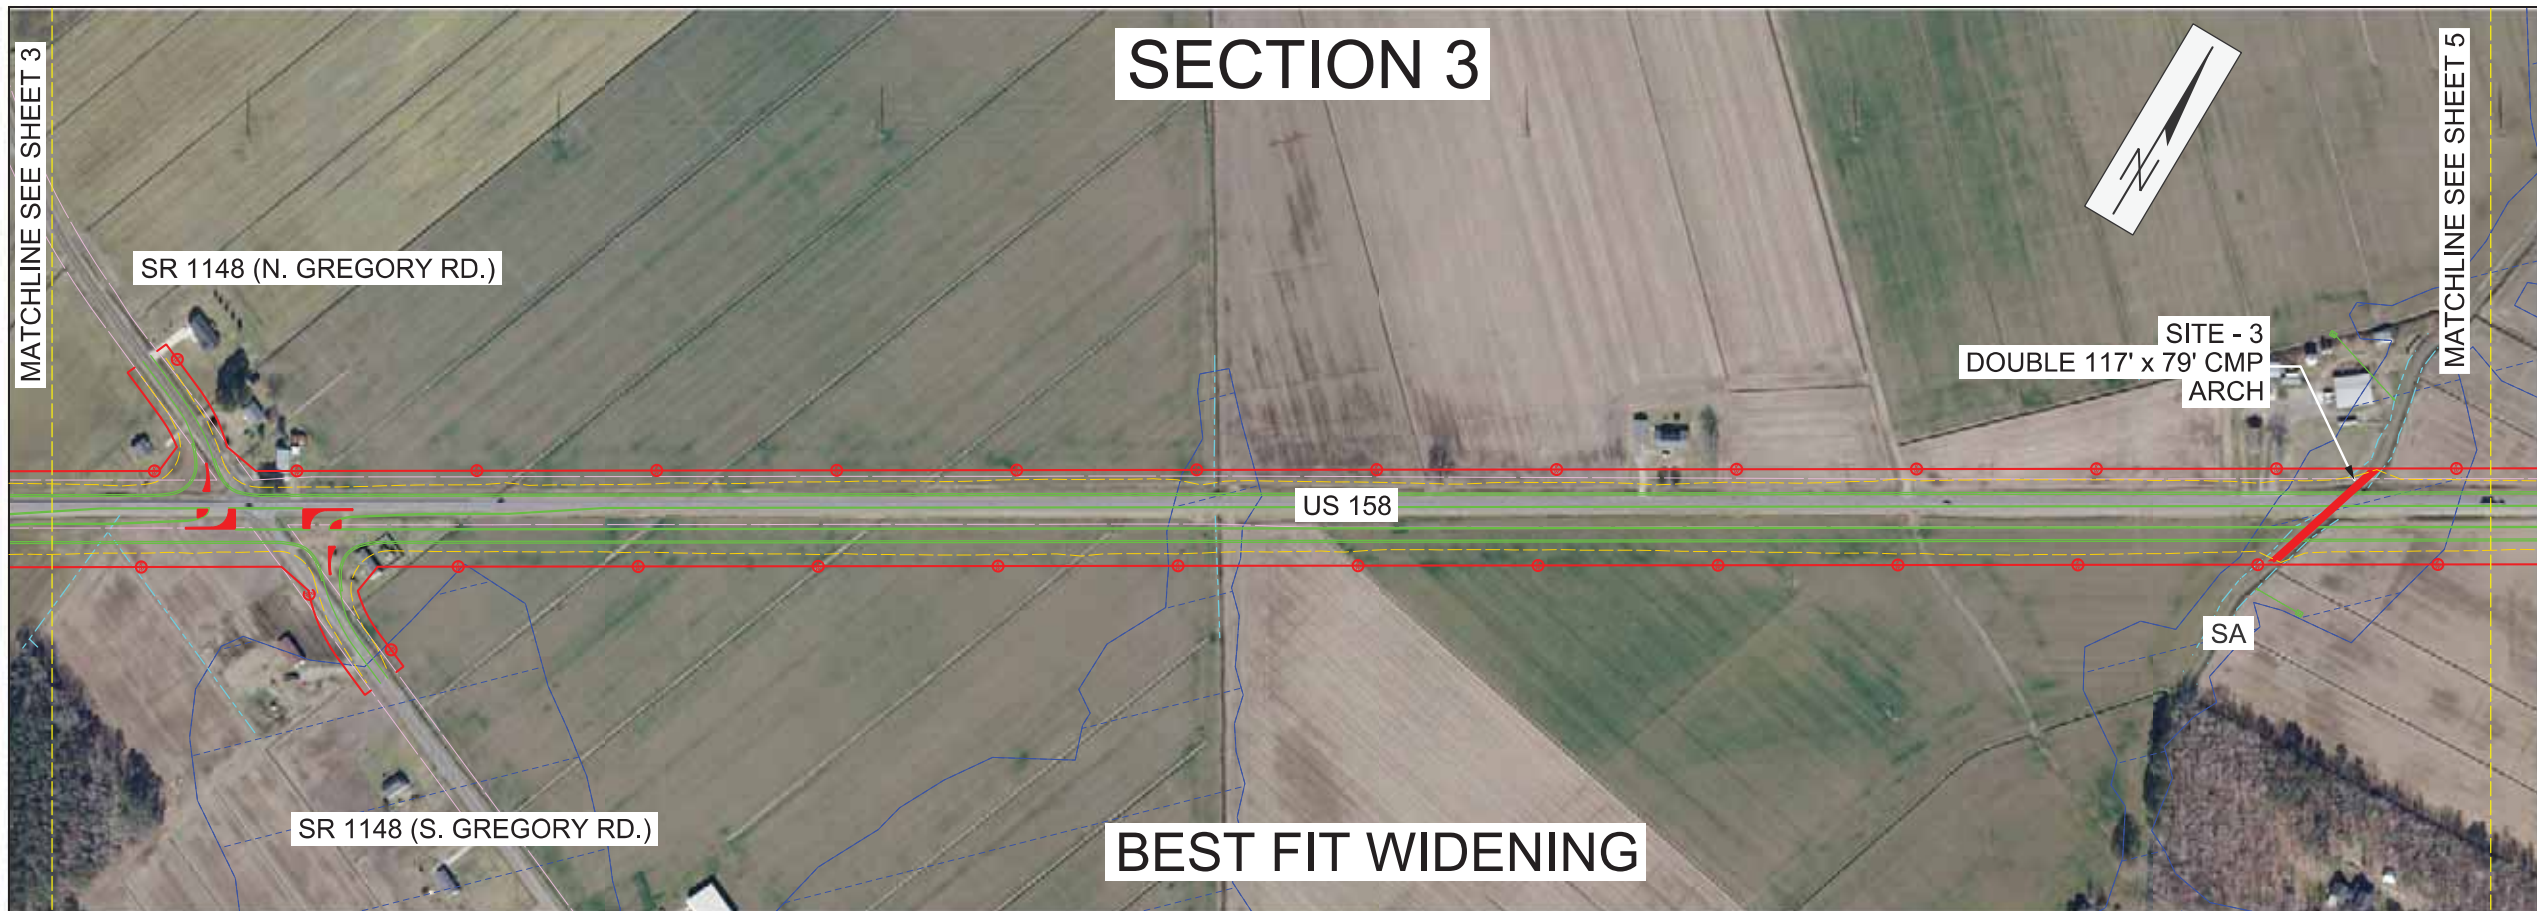 SECTION 3
MATCHLINE SEE SHEET 3
MATCHLINE SEE SHEET 5
N
SR 1148 (N. GREGORY RD.)
SITE - 3
DOUBLE 117' x 79' CMP
ARCH
US 158
SA
SR 1148 (S. GREGORY RD.)
BEST FIT WIDENING